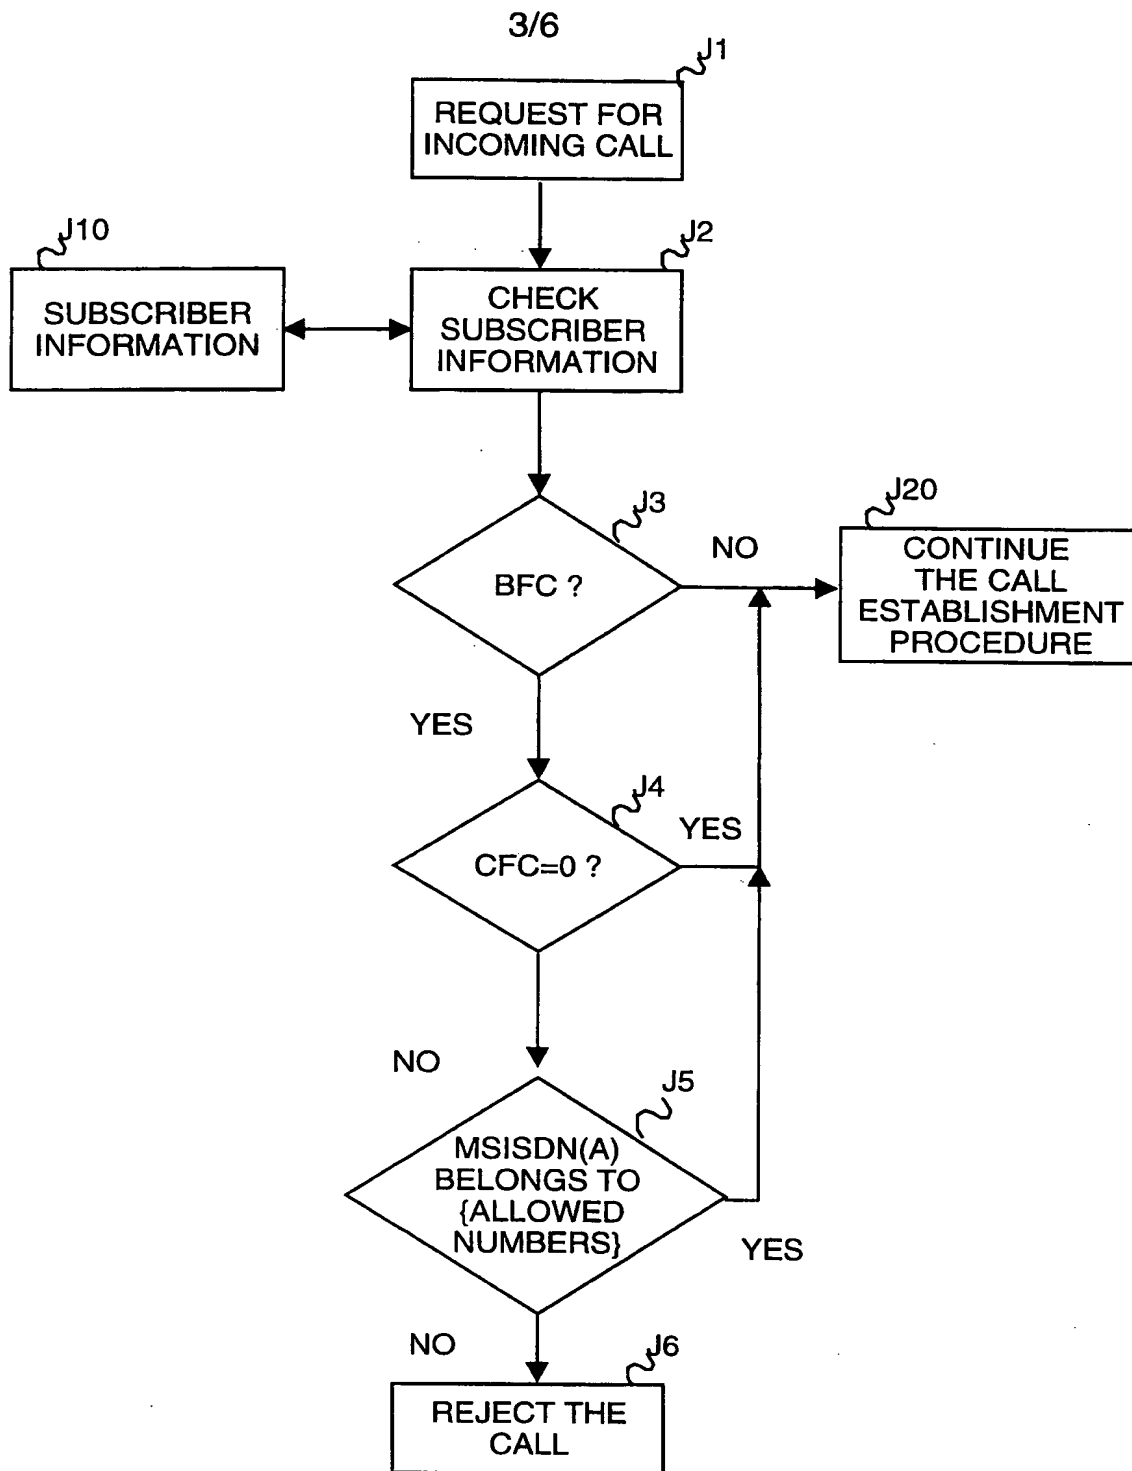 3/6
J1
REQUEST FOR
INCOMING CALL
J10
SUBSCRIBER
INFORMATION
J2
CHECK
SUBSCRIBER
INFORMATION
J3
BFC ?
NO
J20
CONTINUE
THE CALL
ESTABLISHMENT
PROCEDURE
YES
J4
CFC=0 ?
YES
NO
J5
MSISDN(A)
BELONGS TO
{ALLOWED
NUMBERS}
YES
NO
J6
REJECT THE
CALL